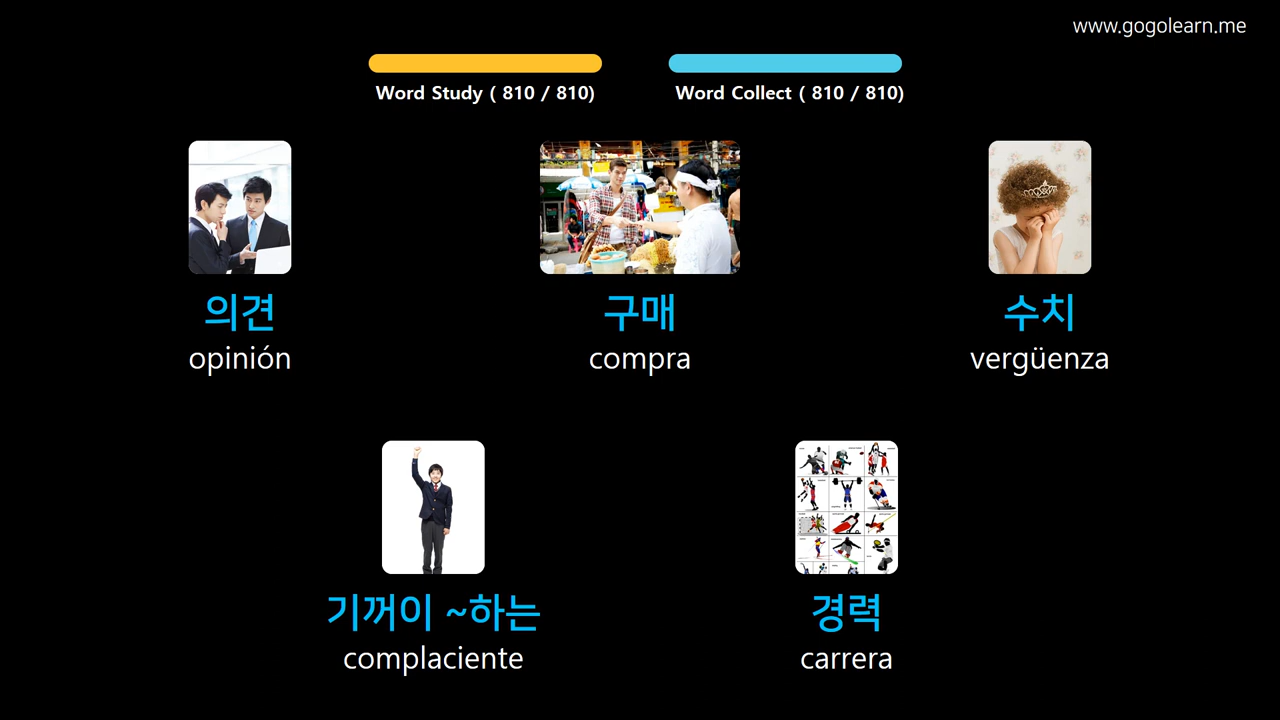 www.gogolearn.me
Word Study ( 810 / 810)
Word Collect ( 810 / 810)
의견
opinión
구매
compra
수치
vergüenza
기꺼이 ~하는
complaciente
경력
carrera